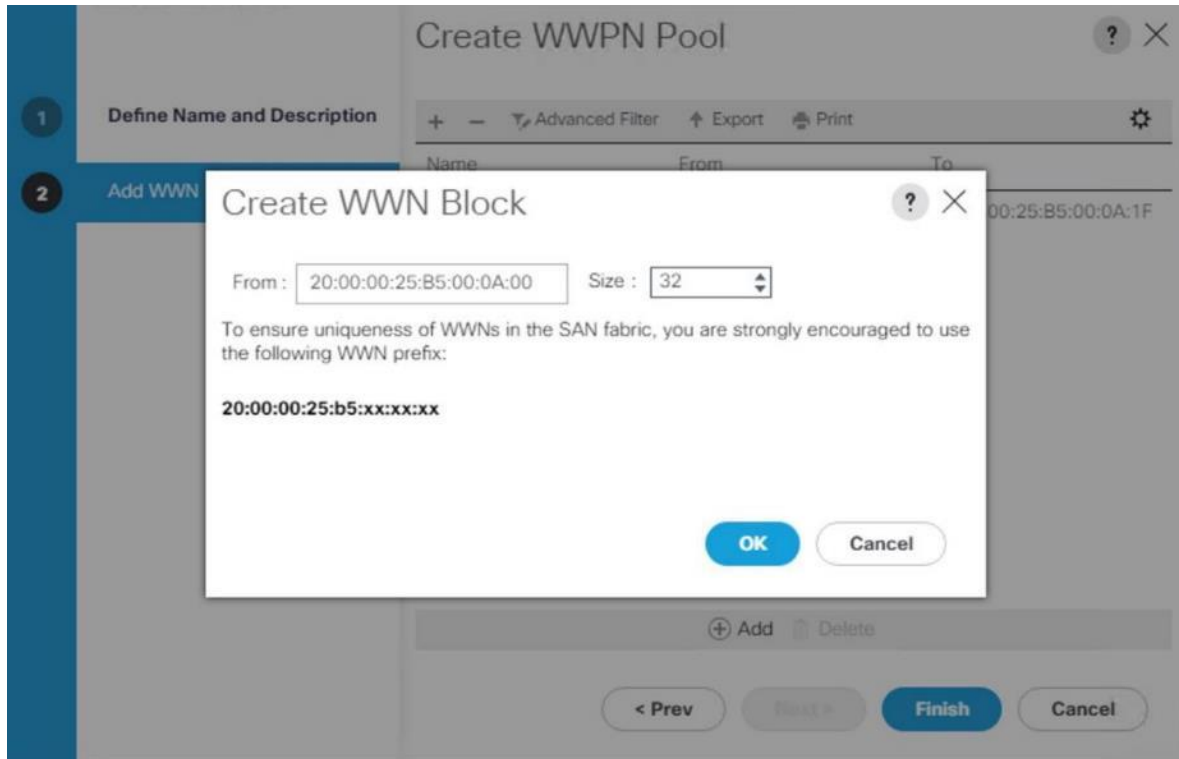 Create WWPN Pool
?
1
Define Name and Description
+ − Advanced Filter Export Print
Name From To
2
Add WWN
00:25:B5:00:0A:1F
Create WWN Block
?
From : 20:00:00:25:B5:00:0A:00 Size : 32
To ensure uniqueness of WWNs in the SAN fabric, you are strongly encouraged to use
the following WWN prefix:
20:00:00:25:b5:xx:xx:xx
OK Cancel
Add Delete
< Prev Next > Finish Cancel